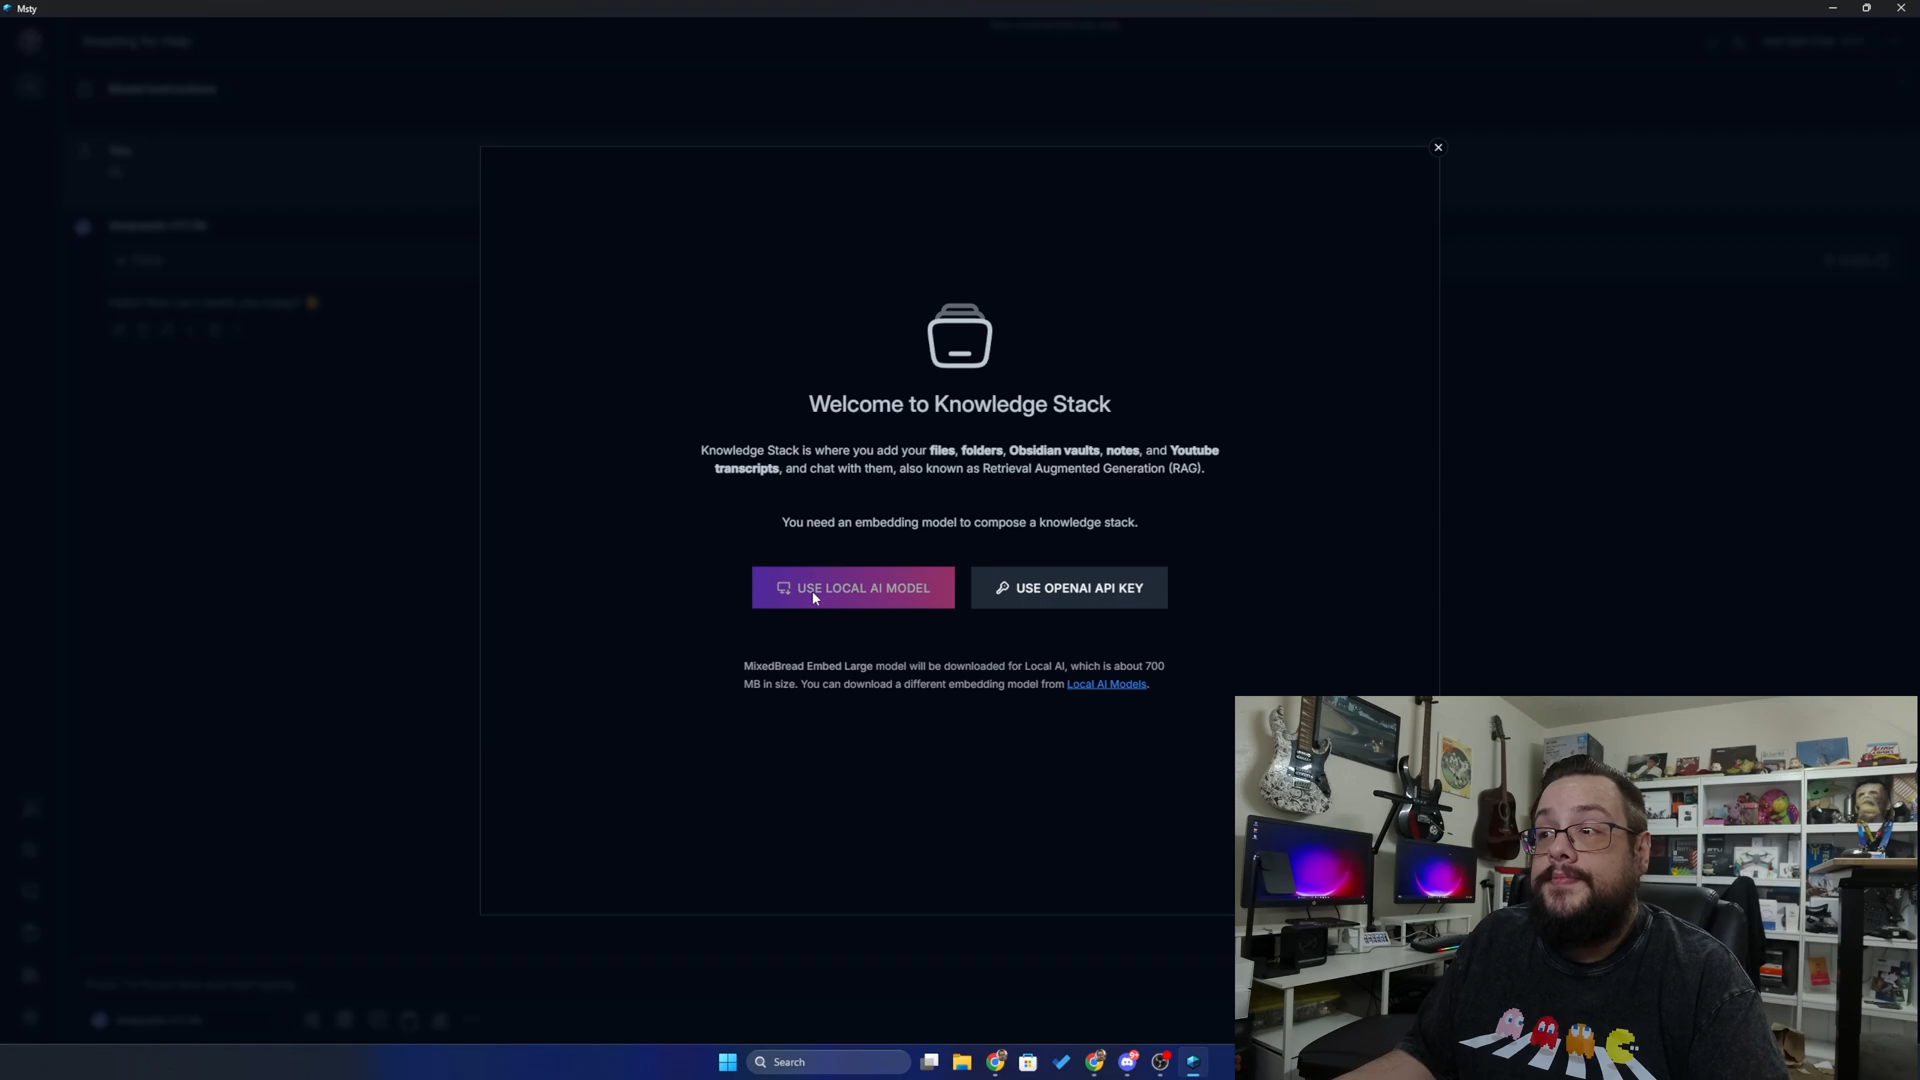 Msty
Welcome to Knowledge Stack
Knowledge Stack is where you add your files, folders, Obsidian vaults, notes, and Youtube
transcripts, and chat with them, also known as Retrieval Augmented Generation (RAG).
You need an embedding model to compose a knowledge stack.
USE LOCAL AI MODEL
USE OPENAI API KEY
MixedBread Embed Large model will be downloaded for Local AI, which is about 700
MB in size. You can download a different embedding model from Local AI Models.
Search